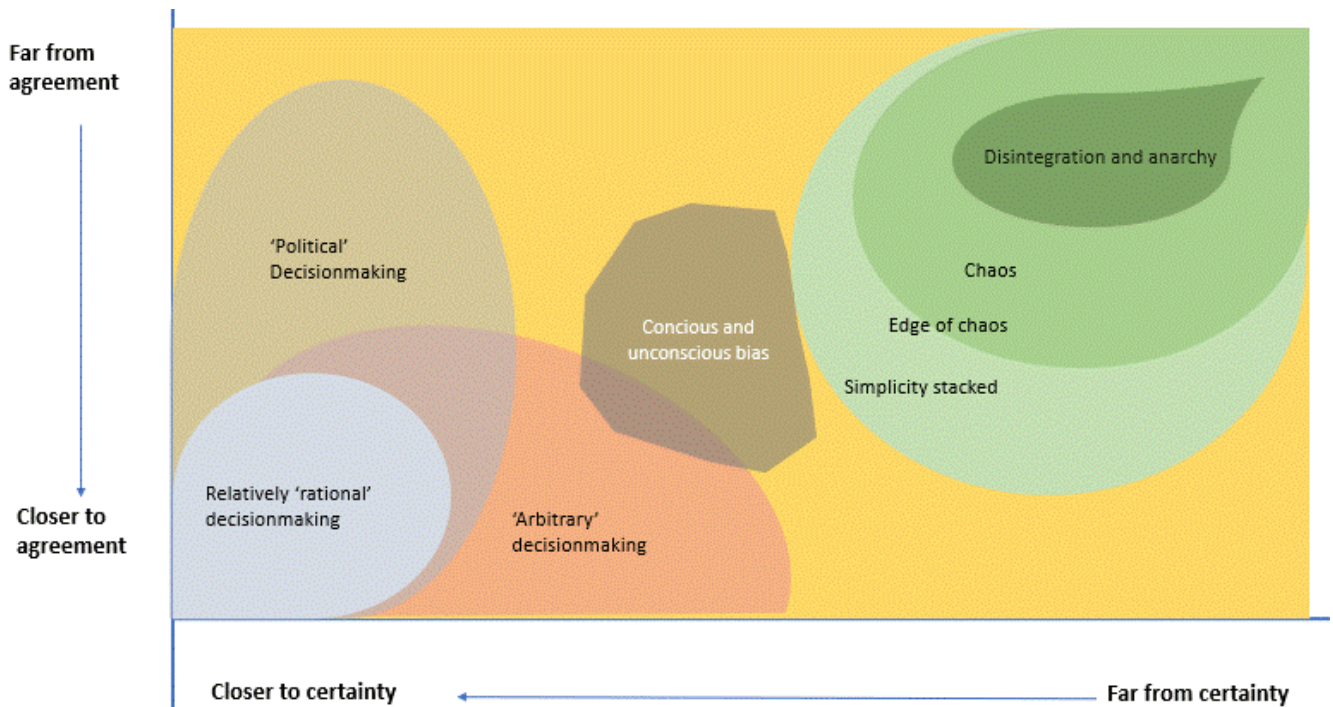 Far from
agreement
Disintegration and anarchy
'Political'
Decisionmaking
Chaos
Edge of chaos
Concious and
unconscious bias
Simplicity stacked
Relatively 'rational'
decisionmaking
'Arbitrary'
decisionmaking
Closer to
agreement
Closer to certainty
Far from certainty